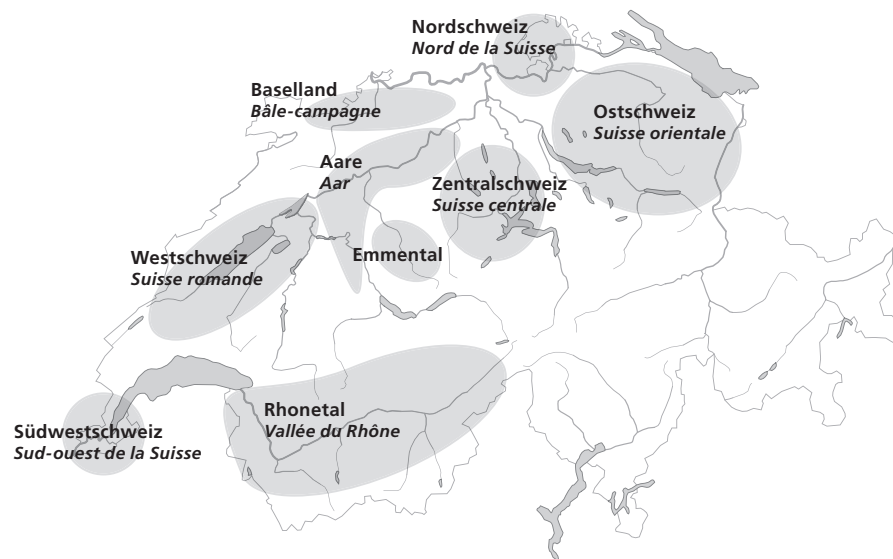 Nordschweiz
Nord de la Suisse
Baselland
Bâle-campagne
Ostschweiz
Suisse orientale
Aare
Aar
Zentralschweiz
Suisse centrale
Westschweiz
Suisse romande
Emmental
Rhonetal
Vallée du Rhône
Südwestschweiz
Sud-ouest de la Suisse